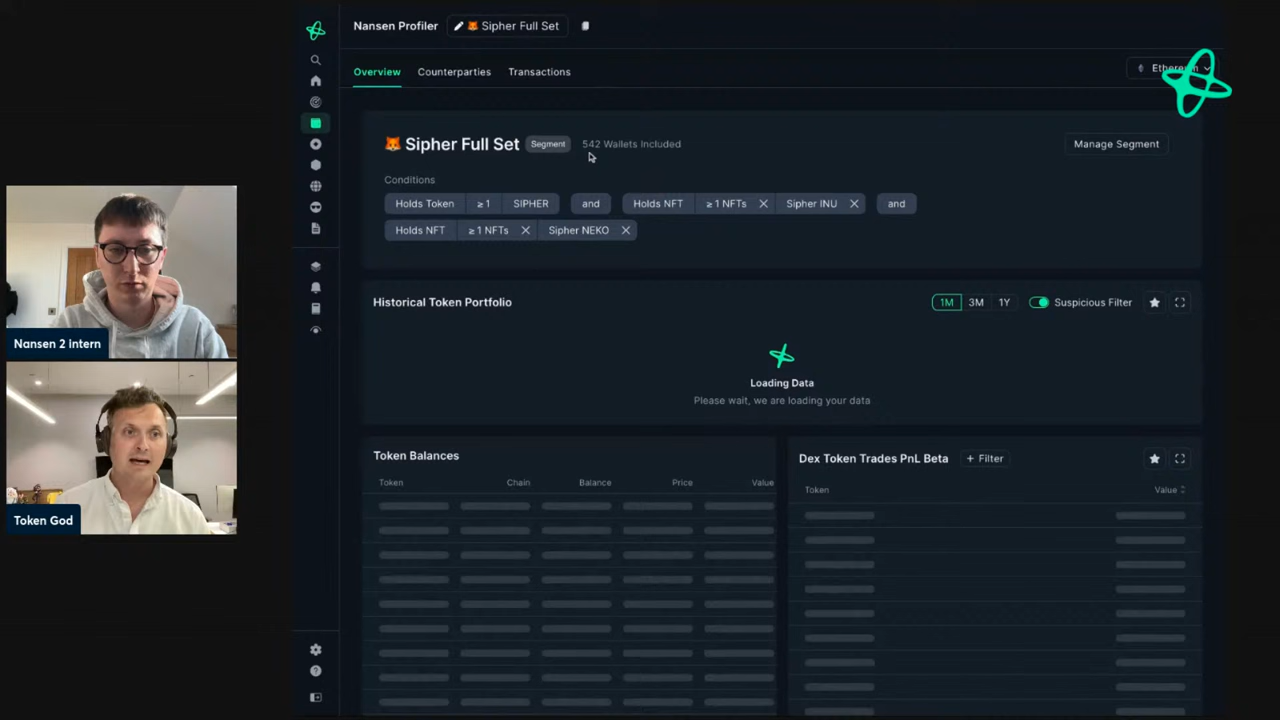 Nansen Profiler
🦊 Sipher Full Set
Overview
Counterparties
Transactions
Ethereum
🦊 Sipher Full Set
Segment
542 Wallets Included
Manage Segment
Conditions
Holds Token ≥ 1 SIPHER and Holds NFT ≥ 1 NFTs × Sipher INU × and
Holds NFT ≥ 1 NFTs × Sipher NEKO ×
Historical Token Portfolio
1M 3M 1Y
Suspicious Filter
Loading Data
Please wait, we are loading your data
Token Balances
Token Chain Balance Price Value
Dex Token Trades PnL Beta
+ Filter
Token Value
Nansen 2 Intern
Token God